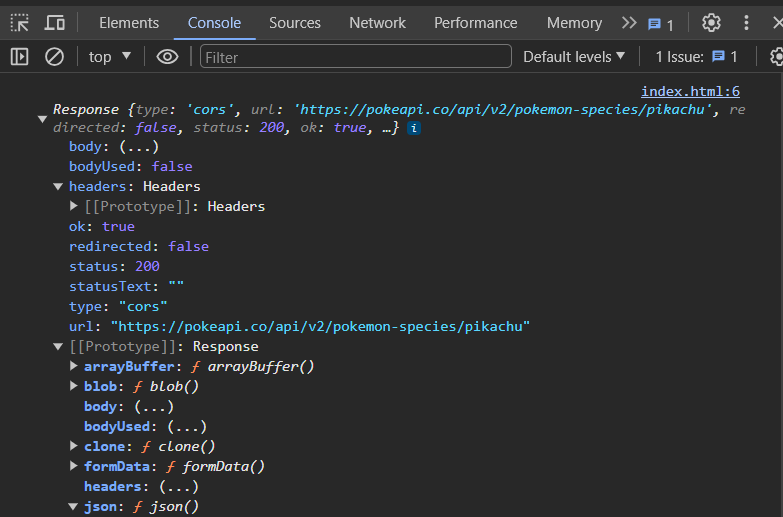 Elements Console Sources Network Performance Memory 1
top Filter Default levels 1 Issue: 1
index.html:6
Response {type: 'cors', url: 'https://pokeapi.co/api/v2/pokemon-species/pikachu', re
directed: false, status: 200, ok: true, …} i
body: (...)
bodyUsed: false
headers: Headers
[[Prototype]]: Headers
ok: true
redirected: false
status: 200
statusText: ""
type: "cors"
url: "https://pokeapi.co/api/v2/pokemon-species/pikachu"
[[Prototype]]: Response
arrayBuffer: ƒ arrayBuffer()
blob: ƒ blob()
body: (...)
bodyUsed: (...)
clone: ƒ clone()
formData: ƒ formData()
headers: (...)
json: ƒ json()